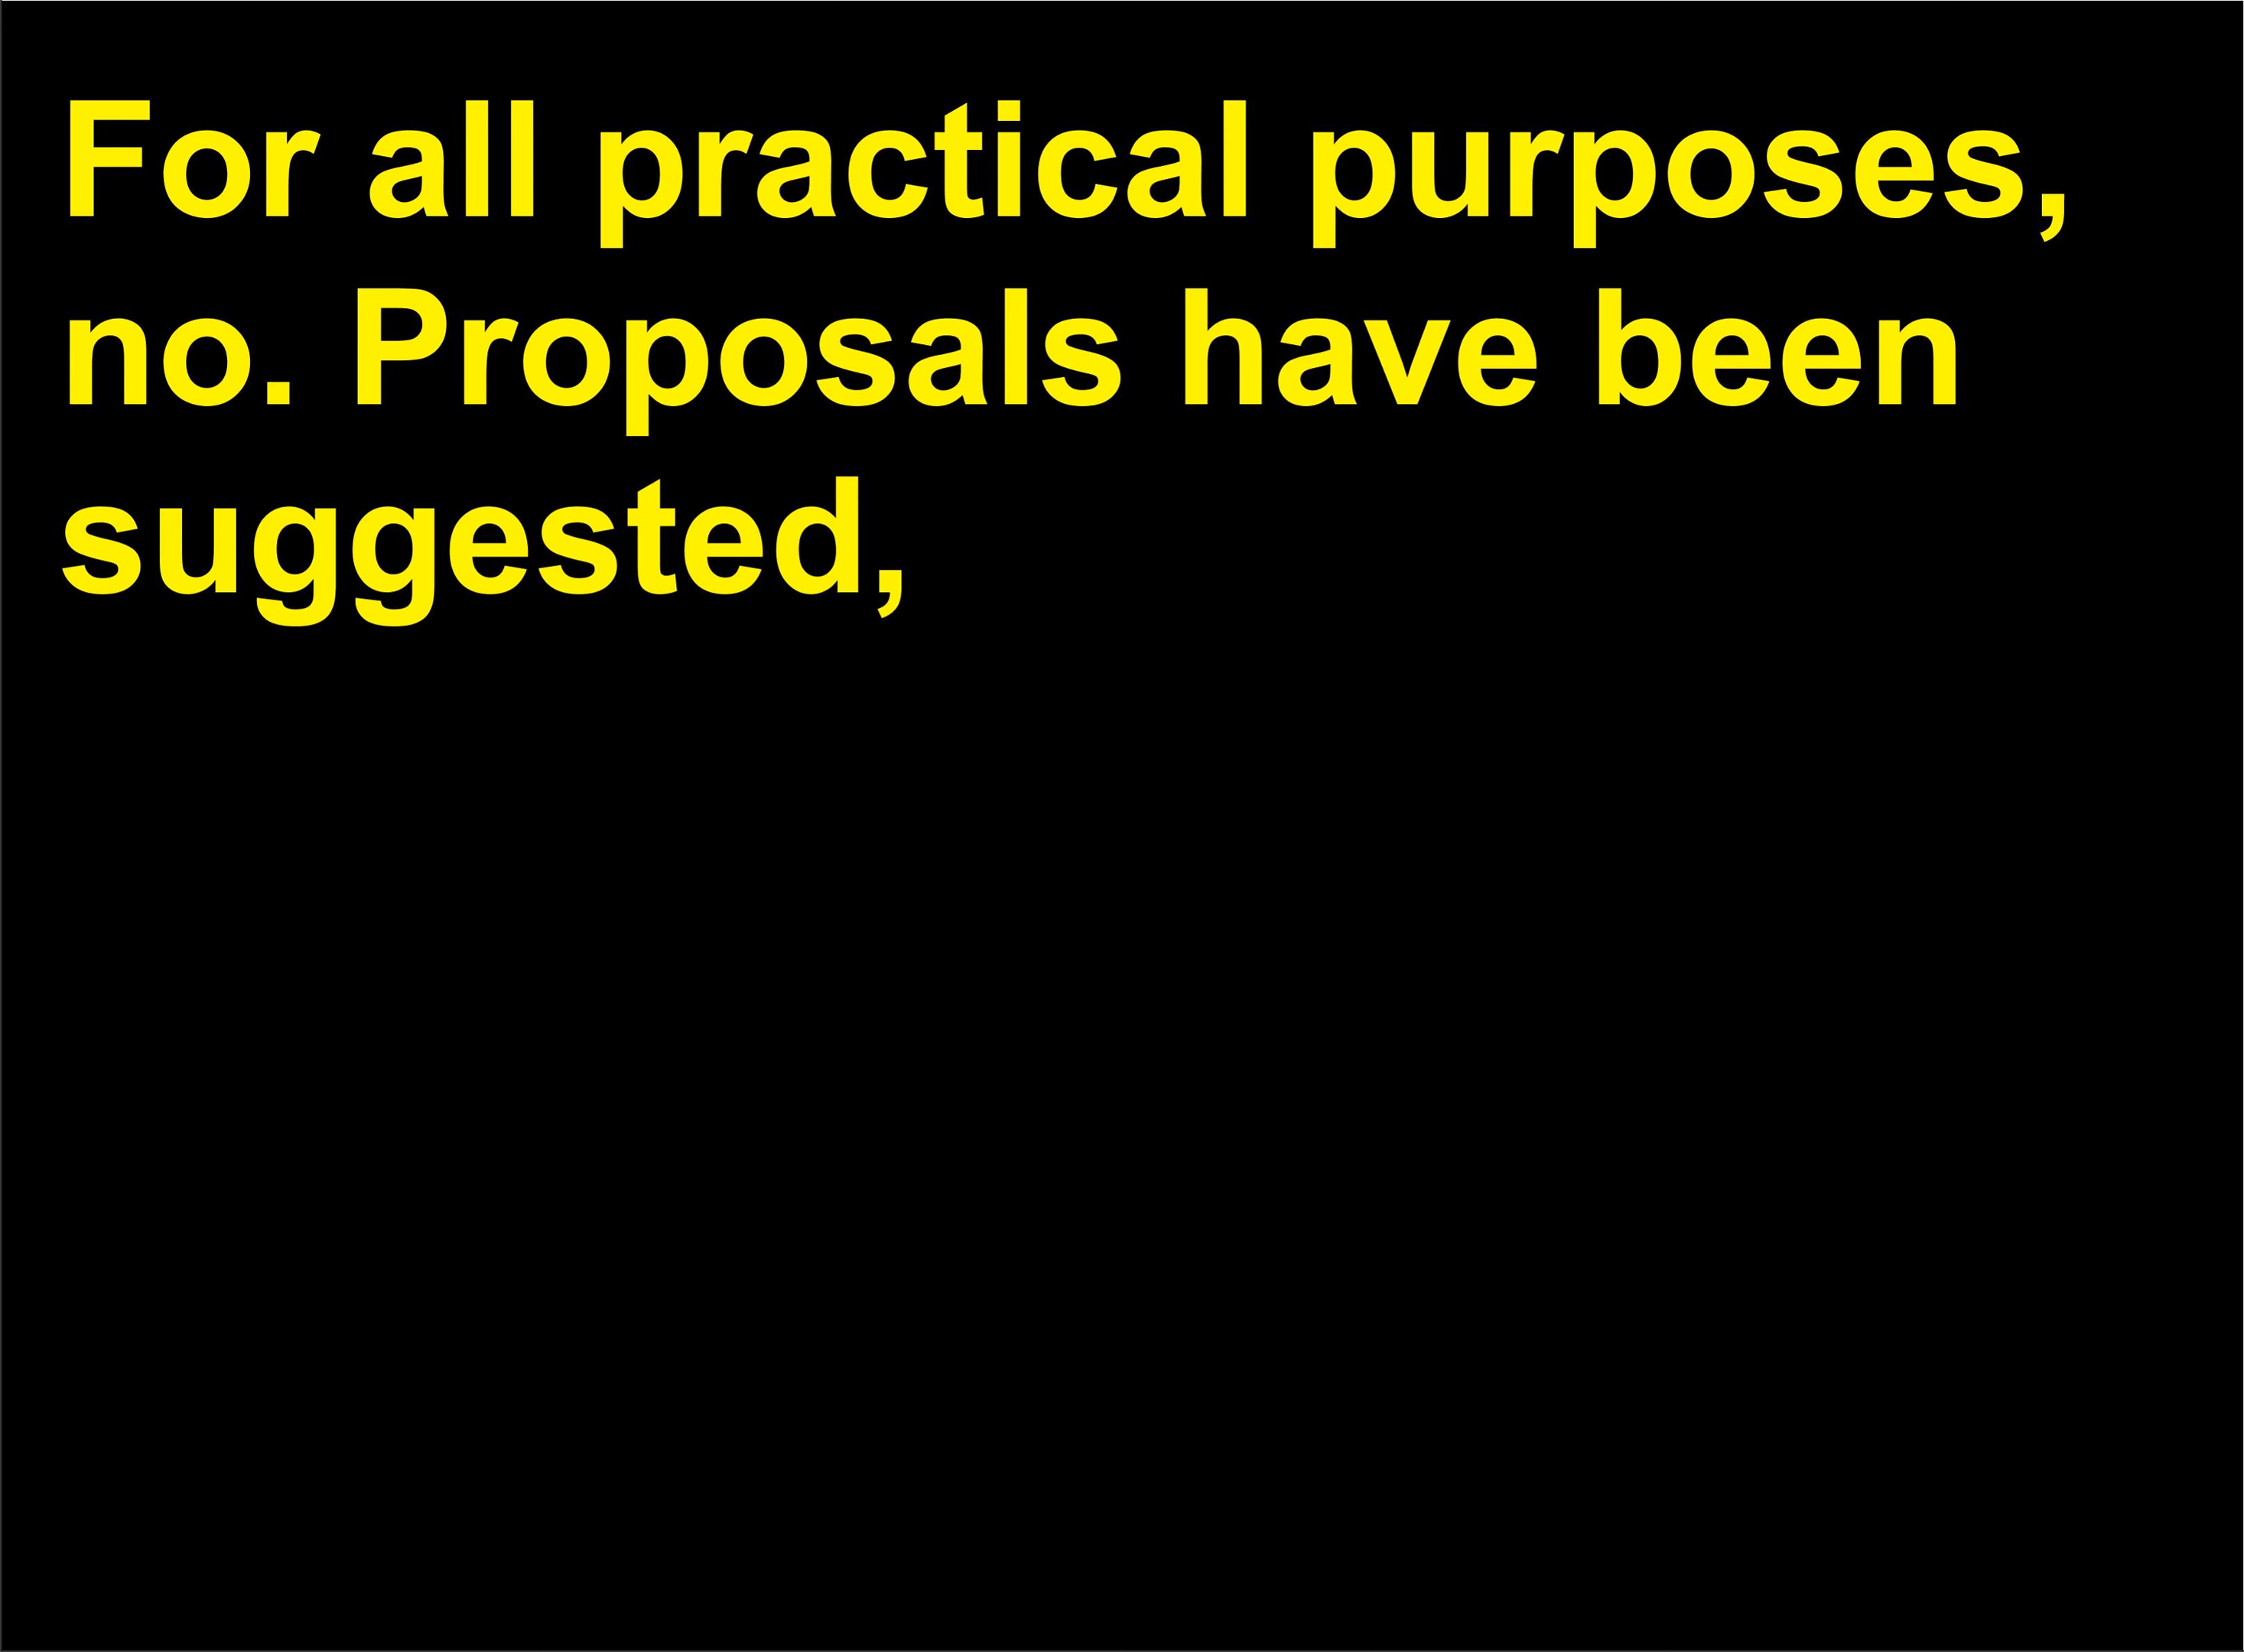 For all practical purposes,
no. Proposals have been
suggested,